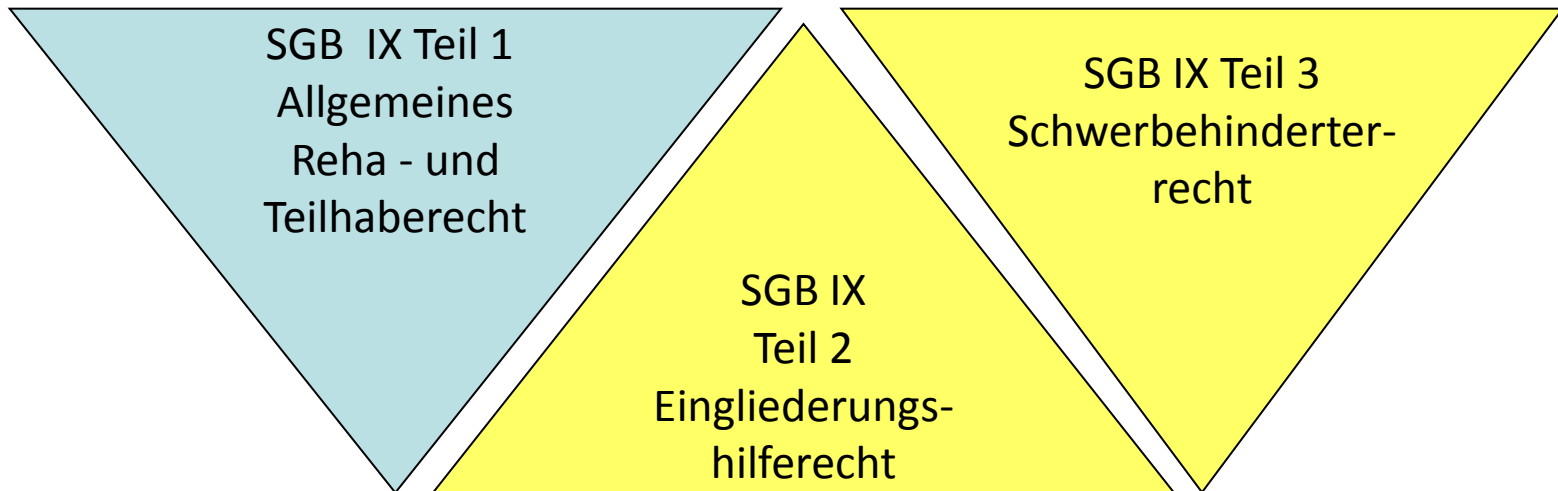 SGB IX Teil 1
Allgemeines
Reha - und
Teilhaberecht
SGB IX
Teil 2
Eingliederungs-
hilferecht
SGB IX Teil 3
Schwerbehinderter-
recht